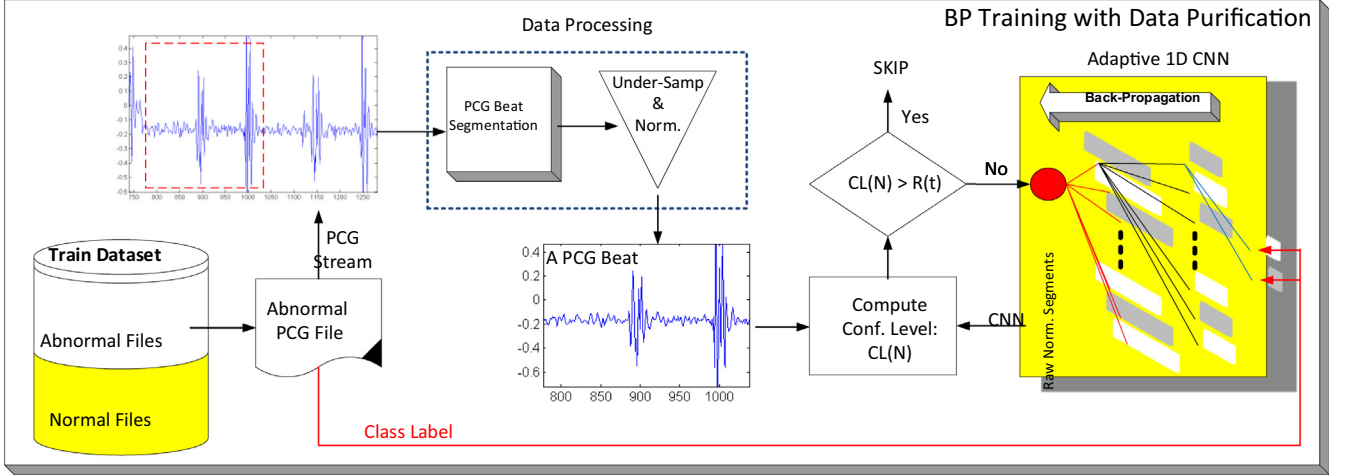 BP Training with Data Purification
Data Processing
Adaptive 1D CNN
0.4
0.3
0.2
0.1
0
-0.1
-0.2
-0.3
-0.4
-0.5
-0.6
750 800 850 900 950 1000 1050 1100 1150 1200 1250
PCG Beat
Segmentation
Under-Samp
&
Norm.
SKIP
Yes
CL(N) > R(t)
No
Back-Propagation
Raw Norm. Segments
PCG
Stream
Train Dataset
Abnormal Files
Normal Files
Abnormal
PCG File
A PCG Beat
0.4
0.2
0
-0.2
-0.4
-0.6
800 850 900 950 1000
Compute
Conf. Level:
CL(N)
CNN
Class Label